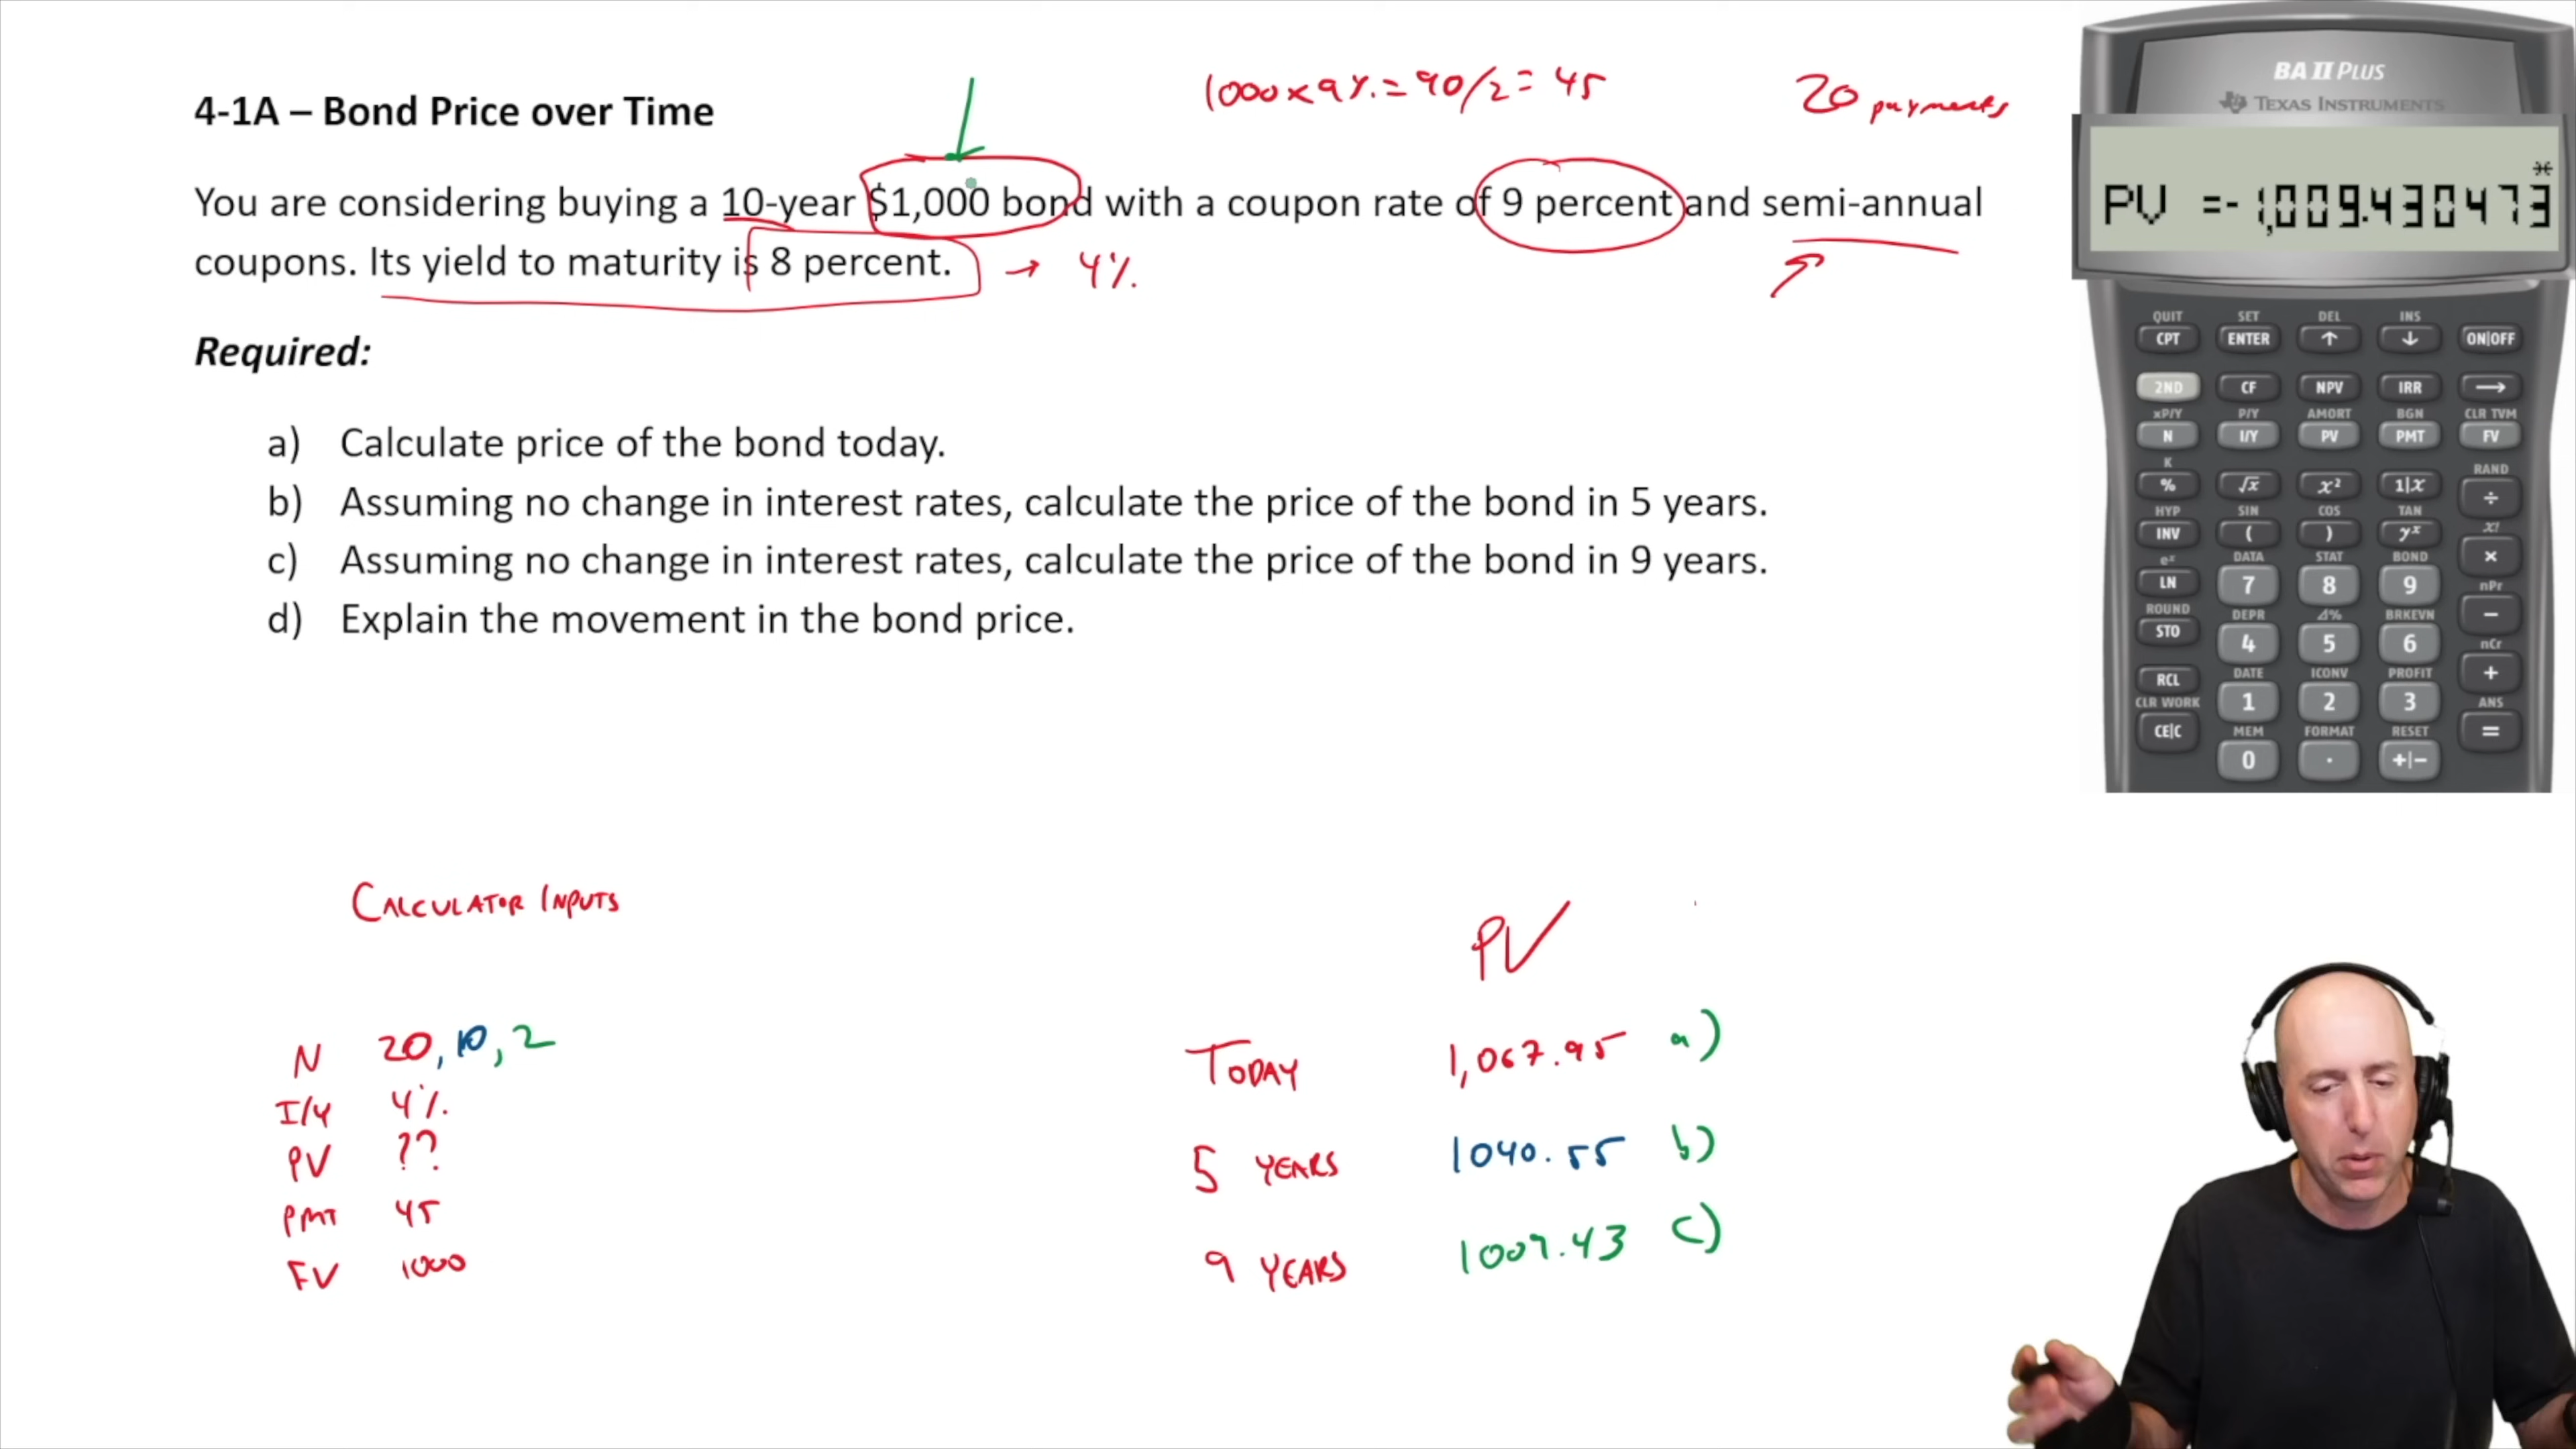 1000 x 9%. = 90/2 = 45
20 payments
4-1A – Bond Price over Time
You are considering buying a 10-year $1,000 bond with a coupon rate of 9 percent and semi-annual
coupons. Its yield to maturity is 8 percent. → 4%.
Required:
a) Calculate price of the bond today.
b) Assuming no change in interest rates, calculate the price of the bond in 5 years.
c) Assuming no change in interest rates, calculate the price of the bond in 9 years.
d) Explain the movement in the bond price.
CALCULATOR INPUTS
N 20, 10, 2
I/Y 4%.
PV ??
PMT 45
FV 1000
PV
TODAY 1,067.95 a)
5 YEARS 1040.55 b)
9 YEARS 1009.43 c)
BA II PLUS
TEXAS INSTRUMENTS
PV =-1,009.430473
QUIT SET DEL INS
CPT ENTER ↑ ↓ ON|OFF
2ND CF NPV IRR →
xP/Y P/Y AMORT BGN CLR TVM
N I/Y PV PMT FV
K RAND
% √x x² 1|x ÷
HYP SIN COS TAN x!
INV ( ) yˣ ×
eˣ DATA STAT BOND nPr
LN 7 8 9 −
ROUND DEPR Δ% BRKEVN nCr
STO 4 5 6 +
DATE ICONV PROFIT ANS
RCL 1 2 3 =
CLR WORK MEM FORMAT RESET
CE|C 0 . +|−